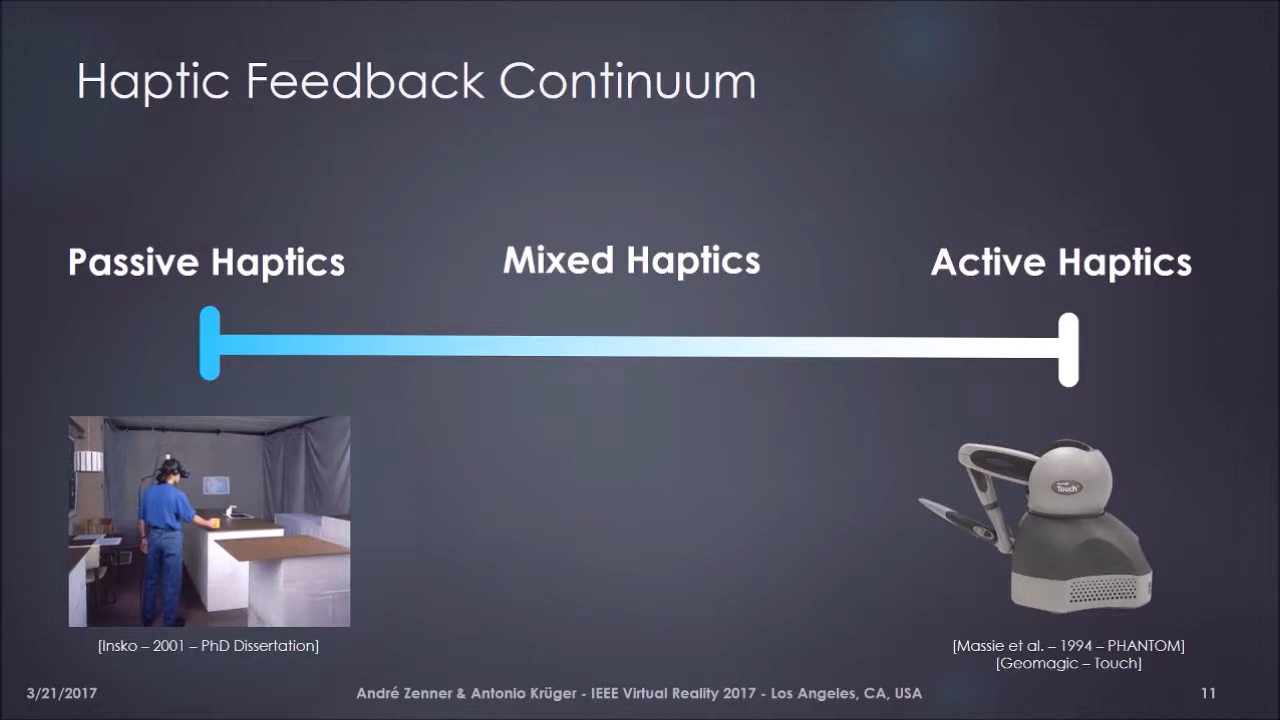 Haptic Feedback Continuum
Passive Haptics
Mixed Haptics
Active Haptics
Touch
[Insko – 2001 – PhD Dissertation]
[Massie et al. – 1994 – PHANTOM]
[Geomagic – Touch]
3/21/2017
André Zenner & Antonio Krüger - IEEE Virtual Reality 2017 - Los Angeles, CA, USA
11